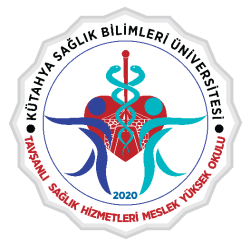 KÜTAHYA SAĞLIK BİLİMLERİ ÜNİVERSİTESİ
2020
TAVŞANLI SAĞLIK HİZMETLERİ MESLEK YÜKSEK OKULU